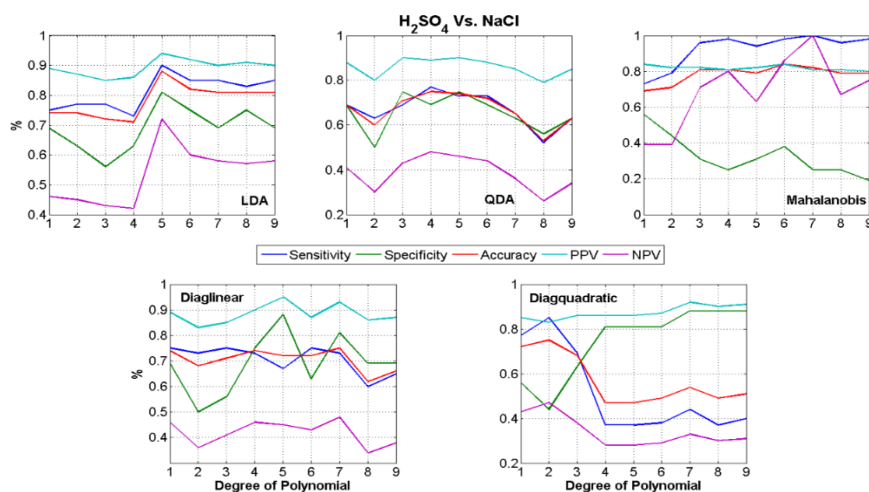 H2SO4 Vs. NaCl
%
1
0.9
0.8
0.7
0.6
0.5
0.4
1 2 3 4 5 6 7 8 9
LDA
1
0.8
0.6
0.4
0.2
1 2 3 4 5 6 7 8 9
QDA
1
0.8
0.6
0.4
0.2
0
1 2 3 4 5 6 7 8 9
Mahalanobis
Sensitivity Specificity Accuracy PPV NPV
%
1
0.9
0.8
0.7
0.6
0.5
0.4
Diaglinear
1 2 3 4 5 6 7 8 9
Degree of Polynomial
1
0.8
0.6
0.4
0.2
Diagquadratic
1 2 3 4 5 6 7 8 9
Degree of Polynomial